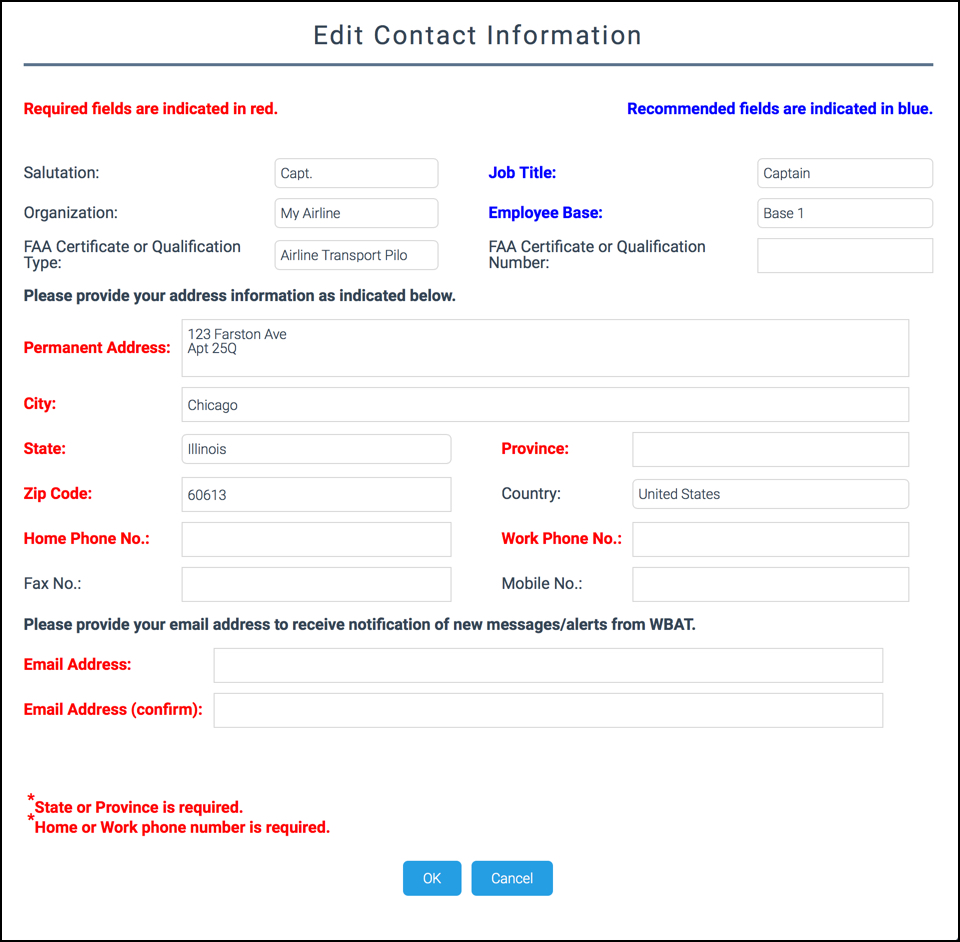 Edit Contact Information
Required fields are indicated in red.
Recommended fields are indicated in blue.
Salutation: Capt. Job Title: Captain
Organization: My Airline Employee Base: Base 1
FAA Certificate or Qualification
Type: Airline Transport Pilo
FAA Certificate or Qualification
Number:
Please provide your address information as indicated below.
Permanent Address: 123 Farston Ave
Apt 25Q
City: Chicago
State: Illinois Province:
Zip Code: 60613 Country: United States
Home Phone No.: Work Phone No.:
Fax No.: Mobile No.:
Please provide your email address to receive notification of new messages/alerts from WBAT.
Email Address:
Email Address (confirm):
*State or Province is required.
*Home or Work phone number is required.
OK Cancel